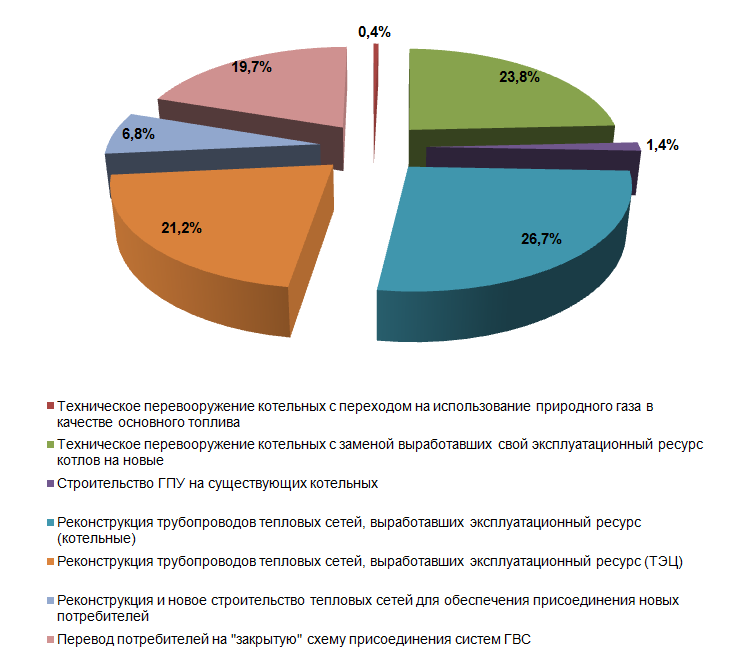 0,4%
23,8%
19,7%
1,4%
6,8%
21,2%
26,7%
Техническое перевооружение котельных с переходом на использование природного газа в
качестве основного топлива
Техническое перевооружение котельных с заменой выработавших свой эксплуатационный ресурс
котлов на новые
Строительство ГПУ на существующих котельных
Реконструкция трубопроводов тепловых сетей, выработавших эксплуатационный ресурс
(котельные)
Реконструкция трубопроводов тепловых сетей, выработавших эксплуатационный ресурс (ТЭЦ)
Реконструкция и новое строительство тепловых сетей для обеспечения присоединения новых
потребителей
Перевод потребителей на "закрытую" схему присоединения систем ГВС